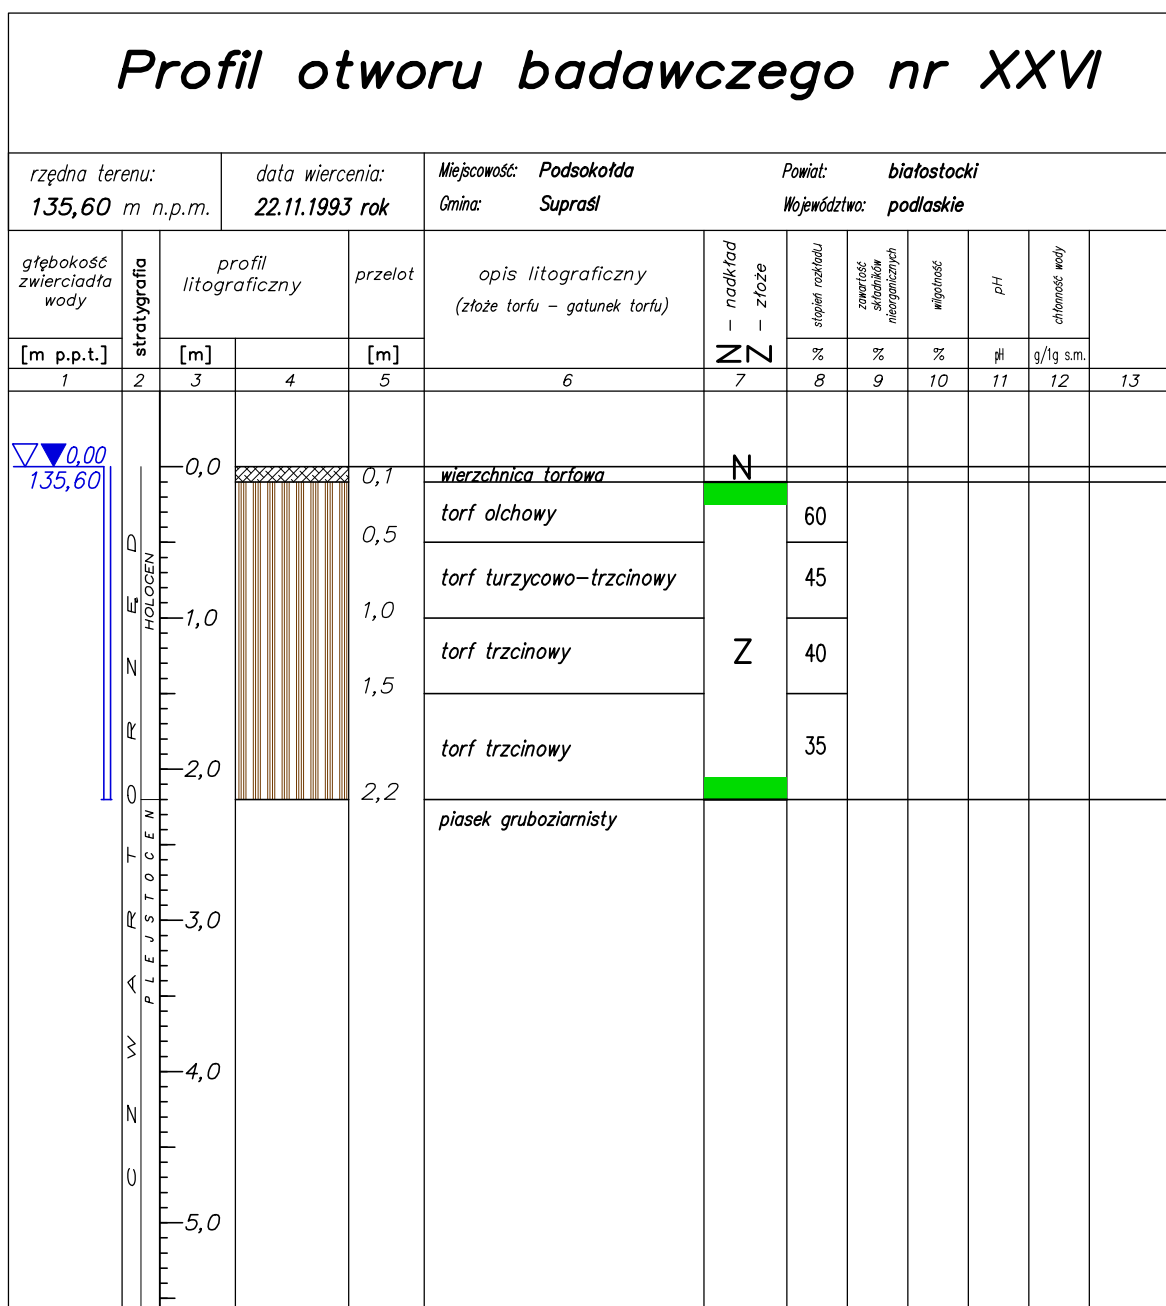 Profil otworu badawczego nr XXVI
rzędna terenu:
135,60 m n.p.m.
data wiercenia:
22.11.1993 rok
Miejscowość: Podsokołda
Gmina: Supraśl
Powiat: białostocki
Województwo: podlaskie
głębokość
zwierciadła
wody
[m p.p.t.]
stratygrafia
profil
litograficzny
[m]
przelot
[m]
opis litograficzny
(złoże torfu – gatunek torfu)
N – nadkład
Z – złoże
stopień rozkładu
%
zawartość
składników
nieorganicznych
%
wilgotność
%
pH
pH
chłonność wody
g/1g s.m.
1 2 3 4 5 6 7 8 9 10 11 12 13
0,00
135,60
CZWARTORZĘD
HOLOCEN
PLEJSTOCEN
0,0
1,0
2,0
3,0
4,0
5,0
0,1
0,5
1,0
1,5
2,2
wierzchnica torfowa
torf olchowy
torf turzycowo–trzcinowy
torf trzcinowy
torf trzcinowy
piasek gruboziarnisty
N
Z
60
45
40
35